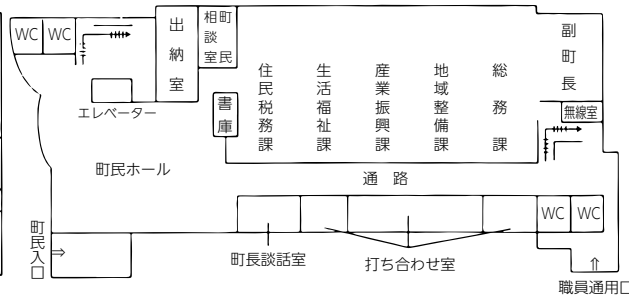 WC
WC
出納室
町民
相談室
書庫
住民税務課
生活福祉課
産業振興課
地域整備課
総務課
副町長
無線室
エレベーター
町民ホール
通路
町民入口
⇒
町長談話室
打ち合わせ室
WC
WC
⇑
職員通用口